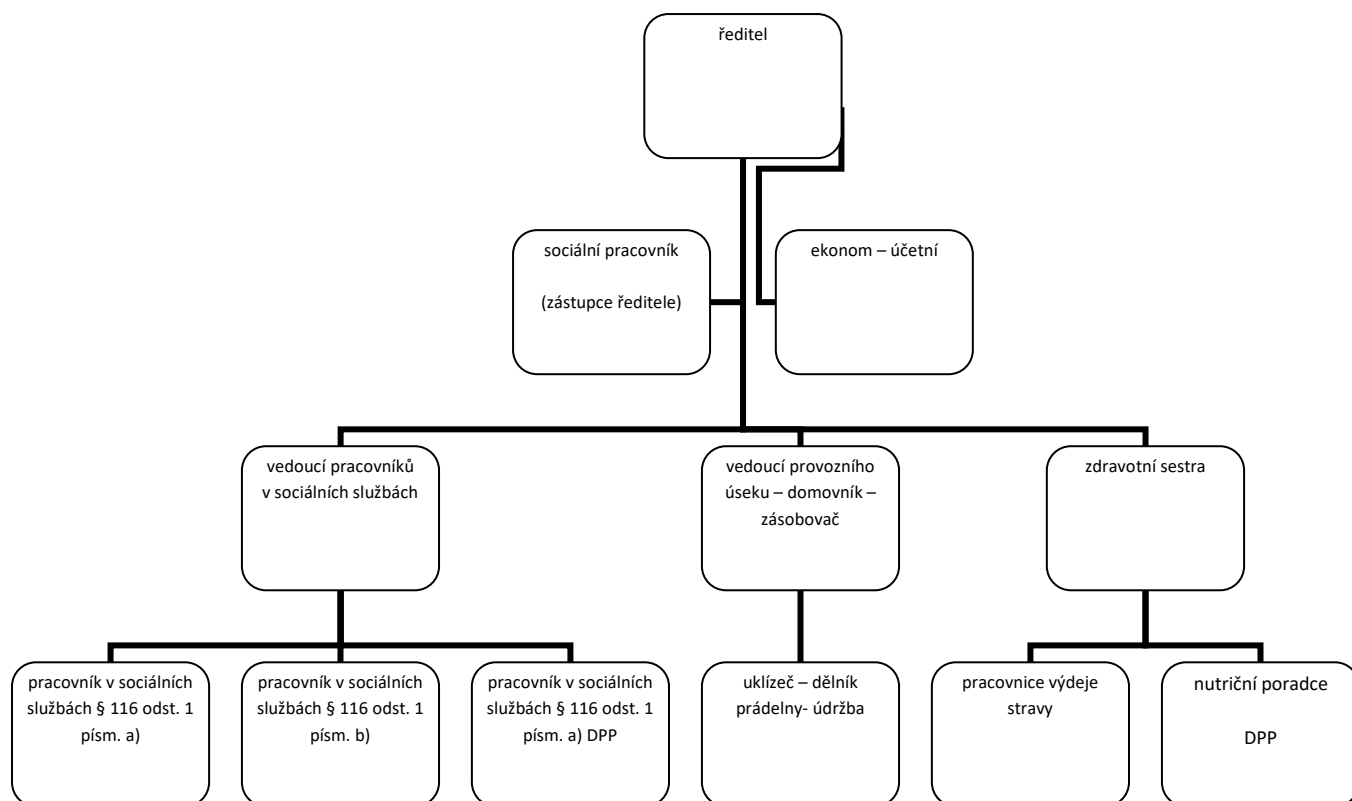 ředitel
sociální pracovník
(zástupce ředitele)
ekonom – účetní
vedoucí pracovníků
v sociálních službách
vedoucí provozního
úseku – domovník –
zásobovač
zdravotní sestra
pracovník v sociálních
službách § 116 odst. 1
písm. a)
pracovník v sociálních
službách § 116 odst. 1
písm. b)
pracovník v sociálních
službách § 116 odst. 1
písm. a) DPP
uklízeč – dělník
prádelny- údržba
pracovnice výdeje
stravy
nutriční poradce
DPP